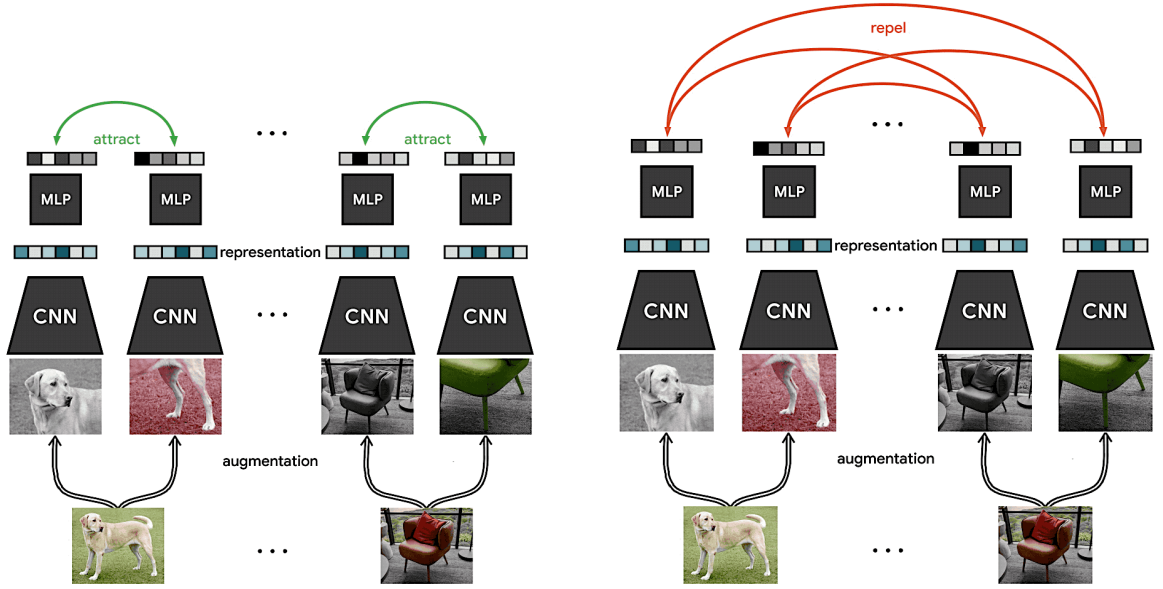 attract
attract
MLP
MLP
MLP
MLP
representation
CNN
CNN
CNN
CNN
augmentation
repel
MLP
MLP
MLP
MLP
representation
CNN
CNN
CNN
CNN
augmentation